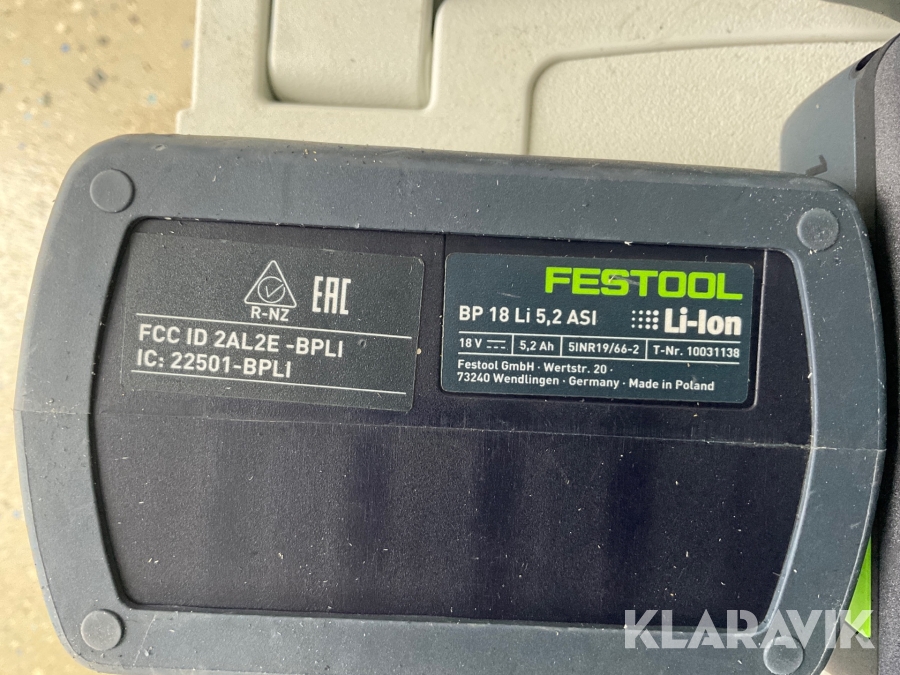 R-NZ
EAC
FCC ID 2AL2E -BPLI
IC: 22501-BPLI
FESTOOL
BP 18 Li 5,2 ASI
Li-Ion
18 V 5,2 Ah 5INR19/66-2 T-Nr. 10031138
Festool GmbH · Wertstr. 20 ·
73240 Wendlingen · Germany · Made in Poland
KLARAVIK